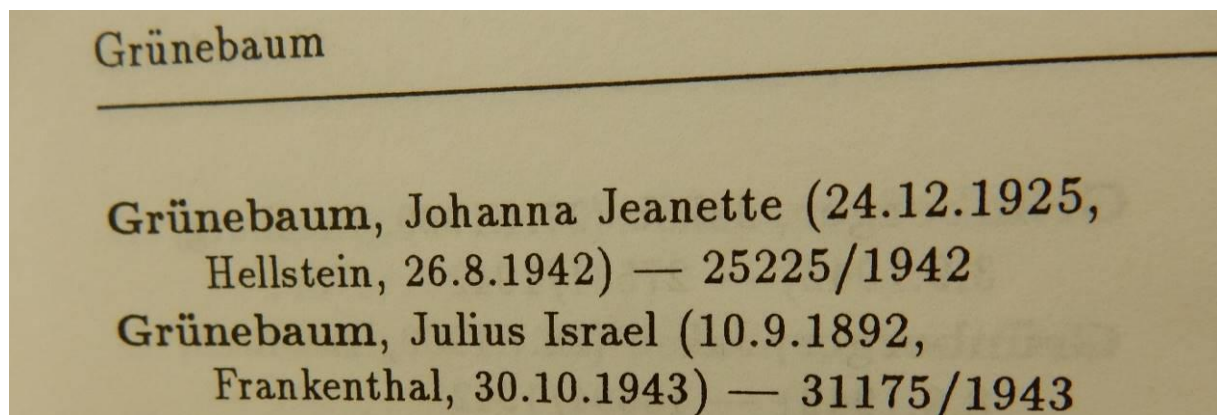 Grünebaum
Grünebaum, Johanna Jeanette (24.12.1925,
Hellstein, 26.8.1942) — 25225/1942
Grünebaum, Julius Israel (10.9.1892,
Frankenthal, 30.10.1943) — 31175/1943